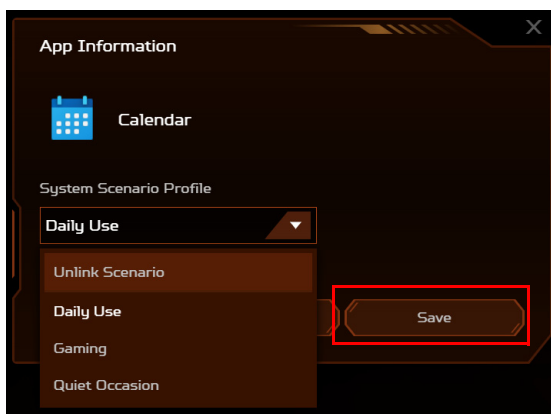 App Information
X
Calendar
System Scenario Profile
Daily Use
Unlink Scenario
Daily Use
Save
Gaming
Quiet Occasion